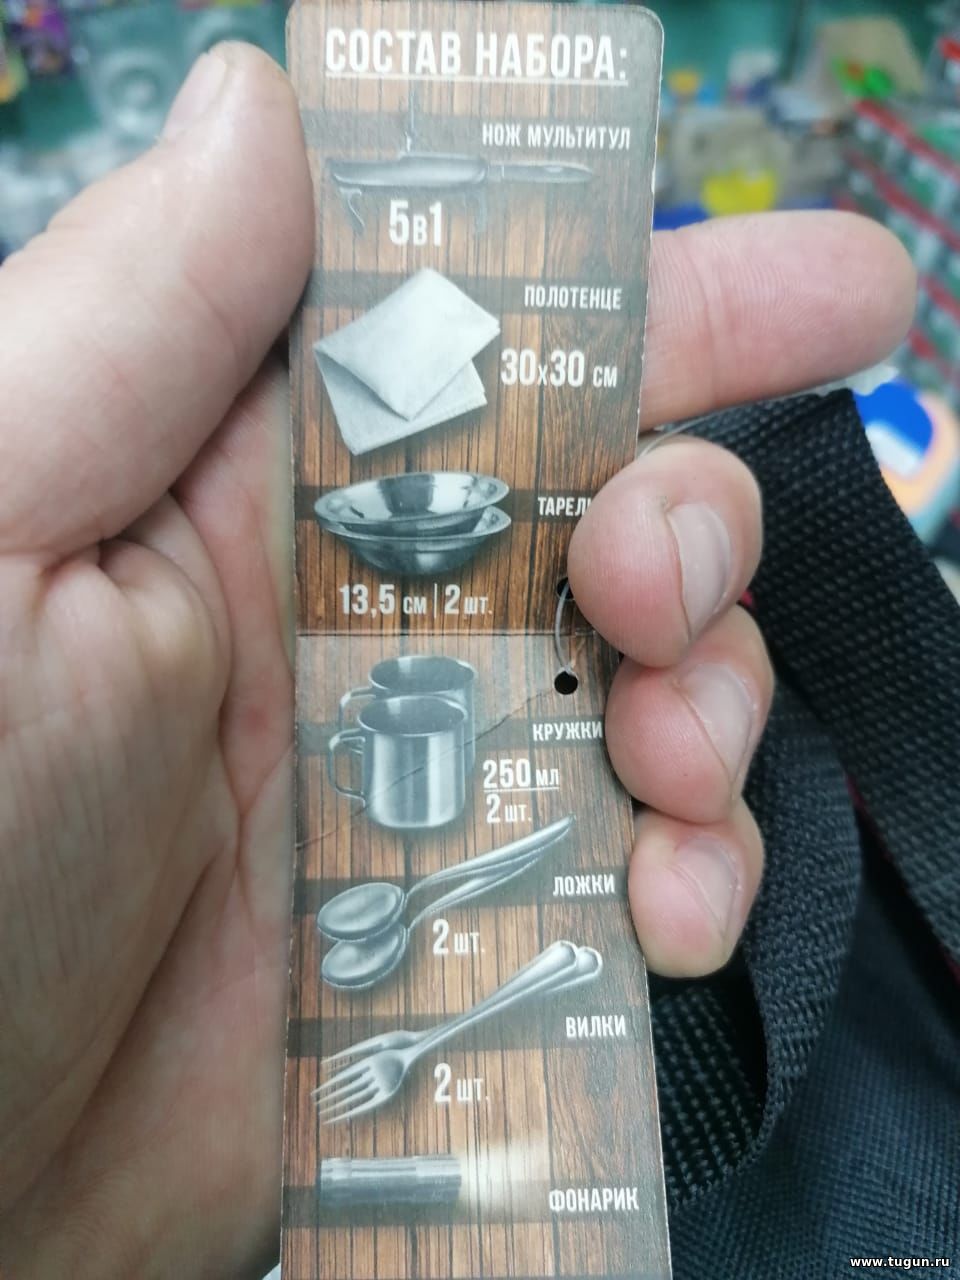 СОСТАВ НАБОРА:
НОЖ МУЛЬТИТУЛ
5в1
ПОЛОТЕНЦЕ
30х30 см
13,5 см | 2 шт.
КРУЖКИ
250 мл
2 шт.
ЛОЖКИ
2 шт.
ВИЛКИ
2 шт.
ФОНАРИК
www.tugun.ru